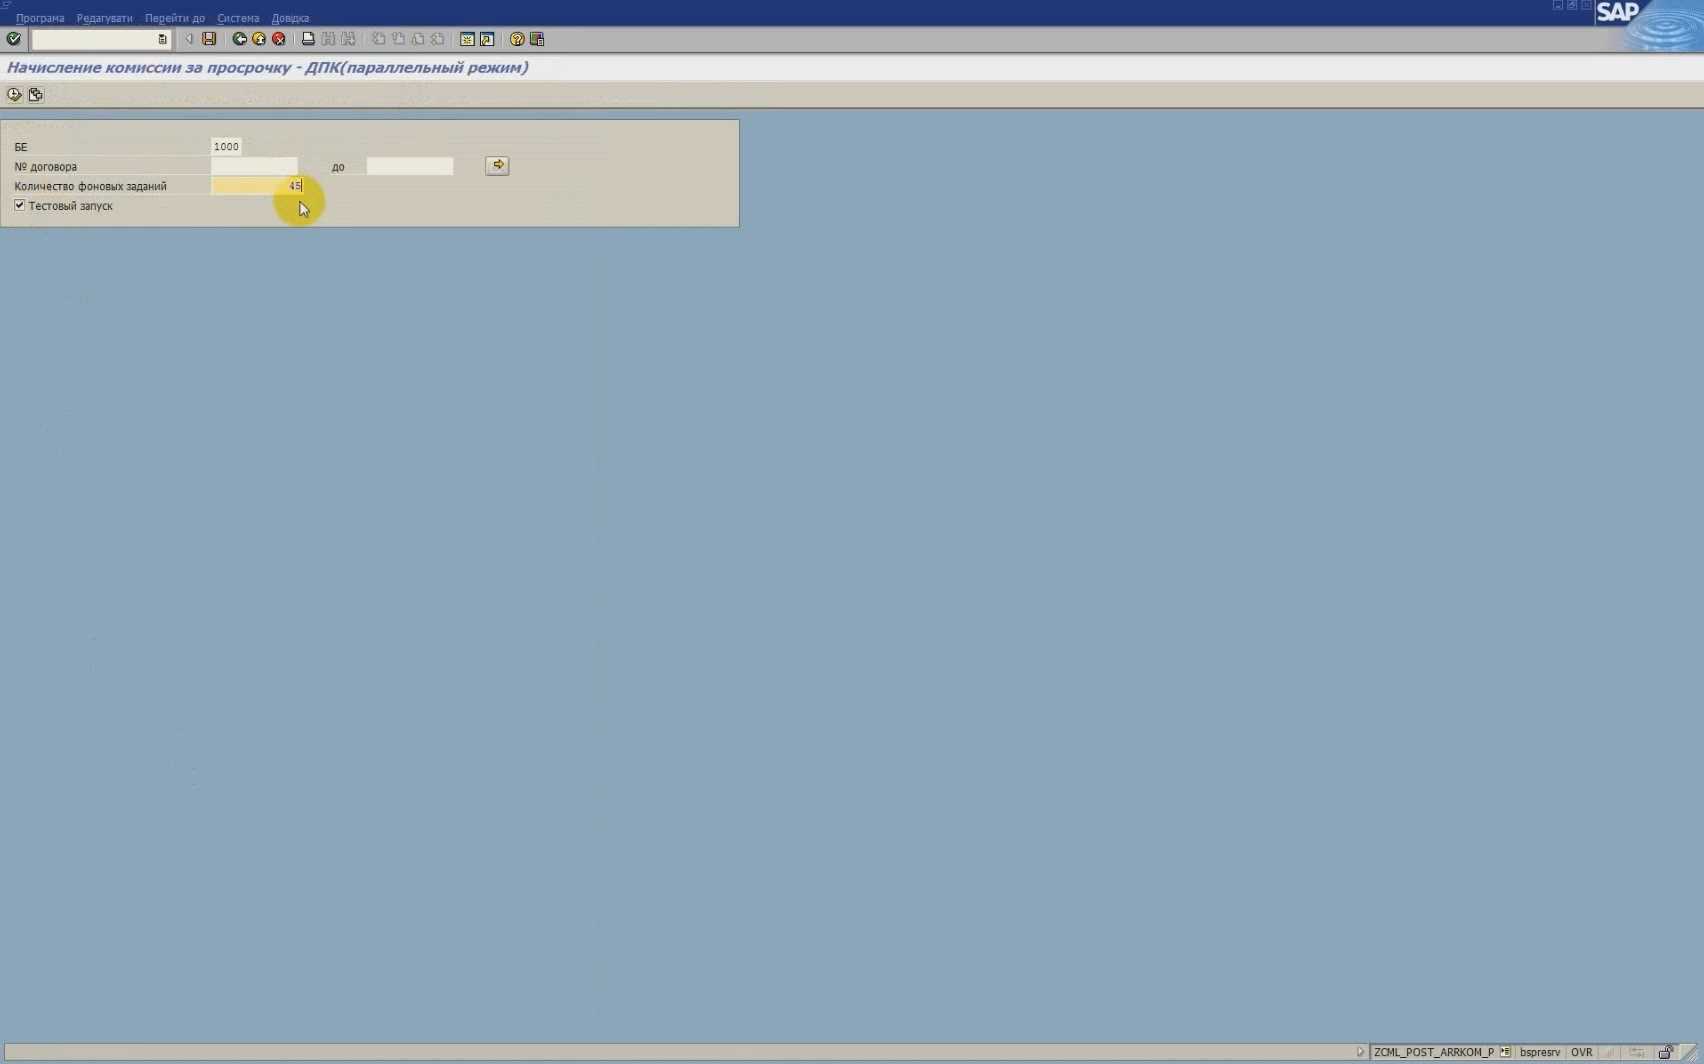 Програма Редагувати Перейти до Система Довідка
SAP
Начисление комиссии за просрочку - ДПК(параллельный режим)
БЕ 1000
№ договора до
Количество фоновых заданий 45
Тестовый запуск
ZCML_POST_ARRKOM_P bspresrv OVR